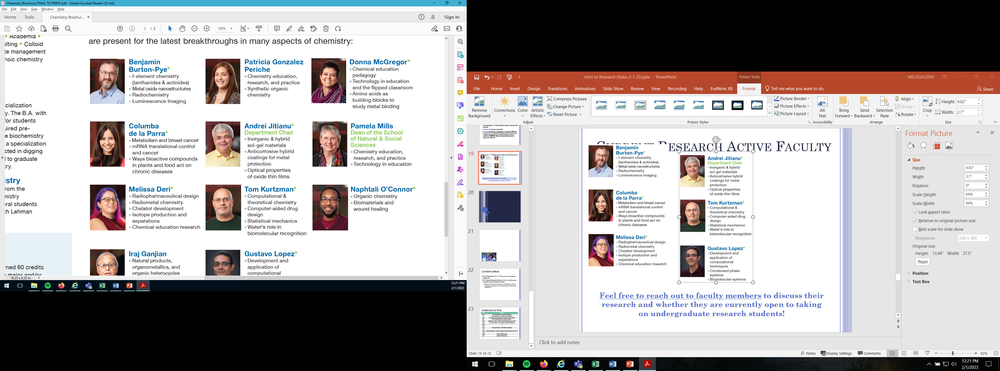 Chemistry Brochure_FINAL TO PRINT.pdf - Adobe Acrobat Reader (32-bit)
File Edit View Sign Window Help
Home Tools Chemistry Brochur... ×
Sign In
2 / 2
150%
• Academia •
ulting • Colloid
te management
nsic chemistry
cialization
y. The B.A. with
for students
uired pre-
e biochemistry
a specialization
sted in digging
l to graduate
try.
istry
rom the
mistry
oral students
th Lehman
rned 60 credits
are present for the latest breakthroughs in many aspects of chemistry:
Benjamin
Burton-Pye*
» f-element chemistry
(lanthanides & actinides)
» Metal oxide nanostructures
» Radiochemistry
» Luminescence Imaging
Patricia Gonzalez
Periche
» Chemistry education,
research, and practice
» Synthetic organic
chemistry
Donna McGregor*
» Chemical education
pedagogy
» Technology in education
and the flipped classroom
» Amino acids as
building blocks to
study metal binding
Columba
de la Parra*
» Metabolism and breast cancer
» mRNA translational control
and cancer
» Ways bioactive compounds
in plants and food act on
chronic diseases
Andrei Jitianu*
Department Chair
» Inorganic & hybrid
sol-gel materials
» Anticorrosive hybrid
coatings for metal
protection
» Optical properties
of oxide thin films
Pamela Mills
Dean of the School
of Natural & Social
Sciences
» Chemistry education,
research, and practice
» Technology in education
Melissa Deri*
» Radiopharmaceutical design
» Radiometal chemistry
» Chelator development
» Isotope production and
separations
» Chemical education research
Tom Kurtzman*
» Computational &
theoretical chemistry
» Computer-aided drug
design
» Statistical mechanics
» Water's role in
biomolecular recognition
Naphtali O'Connor*
» Organic chemistry
» Biomaterials and
wound healing
Iraj Ganjian
» Natural products,
organometallics, and
organic heterocycles
Gustavo Lopez*
» Development and
application of
computational
16.25 x 8.25 in
12:21 PM
2/1/2023
Intro to Research Slides 2-1-23.pptx - PowerPoint
Picture Tools
MELISSA.DERI
File Home Insert Design Transitions Animations Slide Show Review View Recording Help EndNote X8 Format Tell me what you want to do
Share
Remove Background
Corrections
Color
Artistic Effects
Compress Pictures
Change Picture
Reset Picture
Adjust
Picture Styles
Picture Border
Picture Effects
Picture Layout
Alt Text
Accessibility
Bring Forward
Send Backward
Selection Pane
Align
Group
Rotate
Arrange
Crop
Height: 4.82"
Width: 2.7"
Size
19
20
21
22
Looking Ahead
23
Schedule So Far
Current Research Active Faculty
Benjamin
Burton-Pye*
» f-element chemistry
(lanthanides & actinides)
» Metal oxide nanostructures
» Radiochemistry
» Luminescence Imaging
Columba
de la Parra*
» Metabolism and breast cancer
» mRNA translational control
and cancer
» Ways bioactive compounds
in plants and food act on
chronic diseases
Melissa Deri*
» Radiopharmaceutical design
» Radiometal chemistry
» Chelator development
» Isotope production and
separations
» Chemical education research
Andrei Jitianu*
Department Chair
» Inorganic & hybrid
sol-gel materials
» Anticorrosive hybrid
coatings for metal
protection
» Optical properties
of oxide thin films
Tom Kurtzman*
» Computational &
theoretical chemistry
» Computer-aided drug
design
» Statistical mechanics
» Water's role in
biomolecular recognition
Gustavo Lopez*
» Development and
application of
computational
techniques
» Condensed phase
systems
» Biomolecular systems
Feel free to reach out to faculty members to discuss their
research and whether they are currently open to taking
on undergraduate research students!
Format Picture
Size
Height 4.82"
Width 2.7"
Rotation 0°
Scale Height 69%
Scale Width 69%
Lock aspect ratio
Relative to original picture size
Best scale for slide show
Resolution 640 x 480
Original size
Height: 13.94" Width: 37.5"
Reset
Position
Text Box
Click to add notes
Slide 19 of 23
Notes Display Settings Comments
82%
12:21 PM
2/1/2023